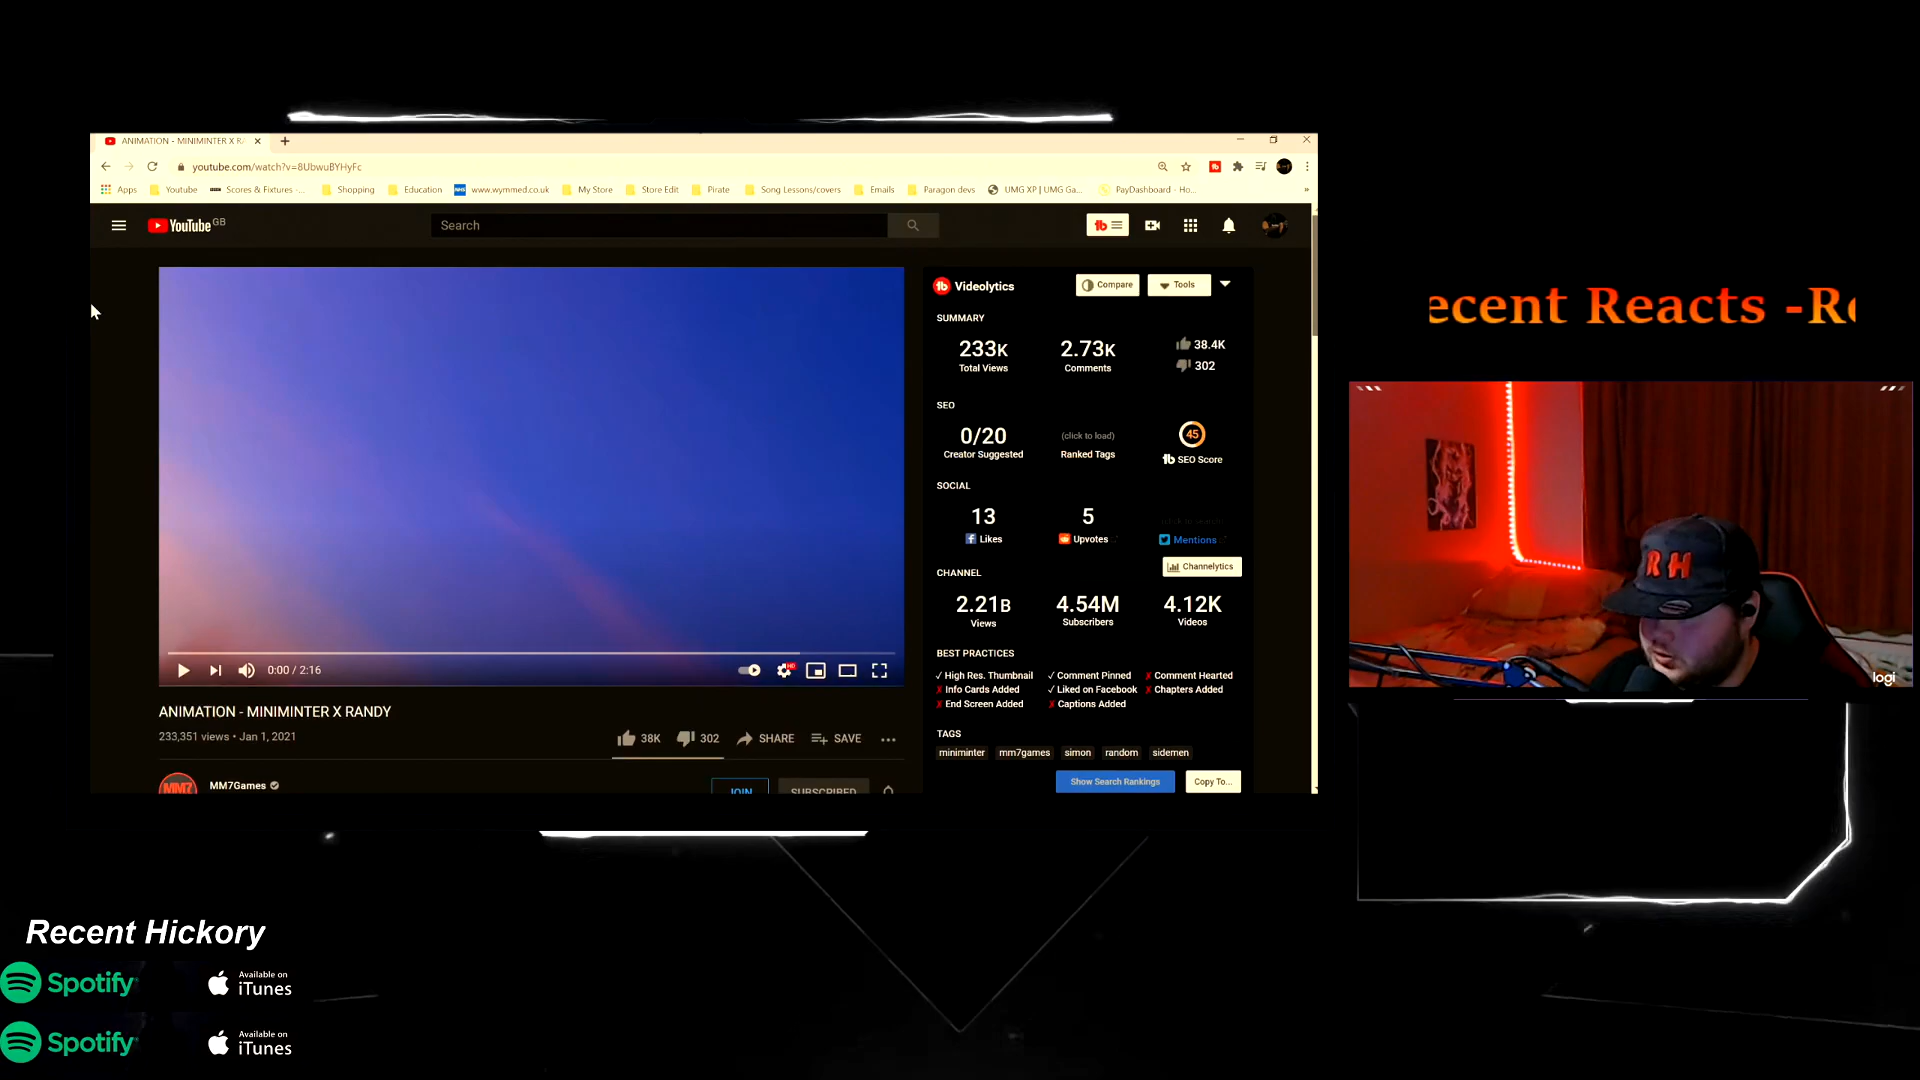 ANIMATION - MINIMINTER X R
youtube.com/watch?v=8UbwuBYHyFc
Apps Youtube Scores & Fixtures -... Shopping Education www.wymmed.co.uk My Store Store Edit Pirate Song Lessons/covers Emails Paragon devs UMG XP | UMG Ga... PayDashboard - Ho... »
YouTube GB
Search
Videolytics Compare Tools
SUMMARY
233K 2.73K 38.4K
Total Views Comments 302
SEO
0/20 (click to load) 45
Creator Suggested Ranked Tags SEO Score
SOCIAL
13 5
Likes Upvotes Mentions
Channelytics
CHANNEL
2.21B 4.54M 4.12K
Views Subscribers Videos
BEST PRACTICES
✓ High Res. Thumbnail ✓ Comment Pinned ✗ Comment Hearted
✗ Info Cards Added ✓ Liked on Facebook ✗ Chapters Added
✗ End Screen Added ✗ Captions Added
TAGS
miniminter mm7games simon random sidemen
Show Search Rankings Copy To...
0:00 / 2:16
HD
ANIMATION - MINIMINTER X RANDY
233,351 views • Jan 1, 2021
38K 302 SHARE SAVE
MM7
MM7Games
JOIN SUBSCRIBED
ecent Reacts -Re
RH
logi
Recent Hickory
Spotify Available on iTunes
Spotify Available on iTunes